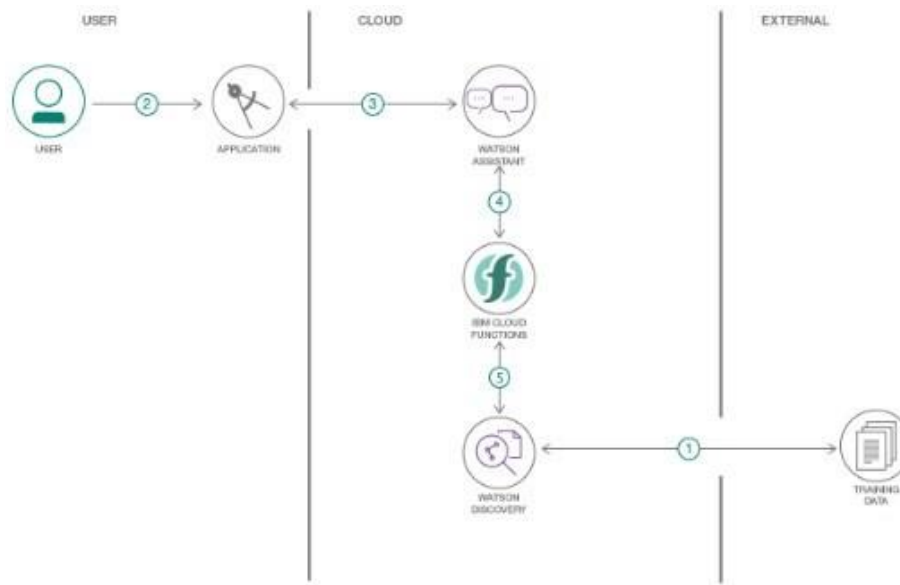 USER
CLOUD
EXTERNAL
2
3
USER
APPLICATION
WATSON
ASSISTANT
4
IBM CLOUD
FUNCTIONS
5
1
WATSON
DISCOVERY
TRAINING
DATA